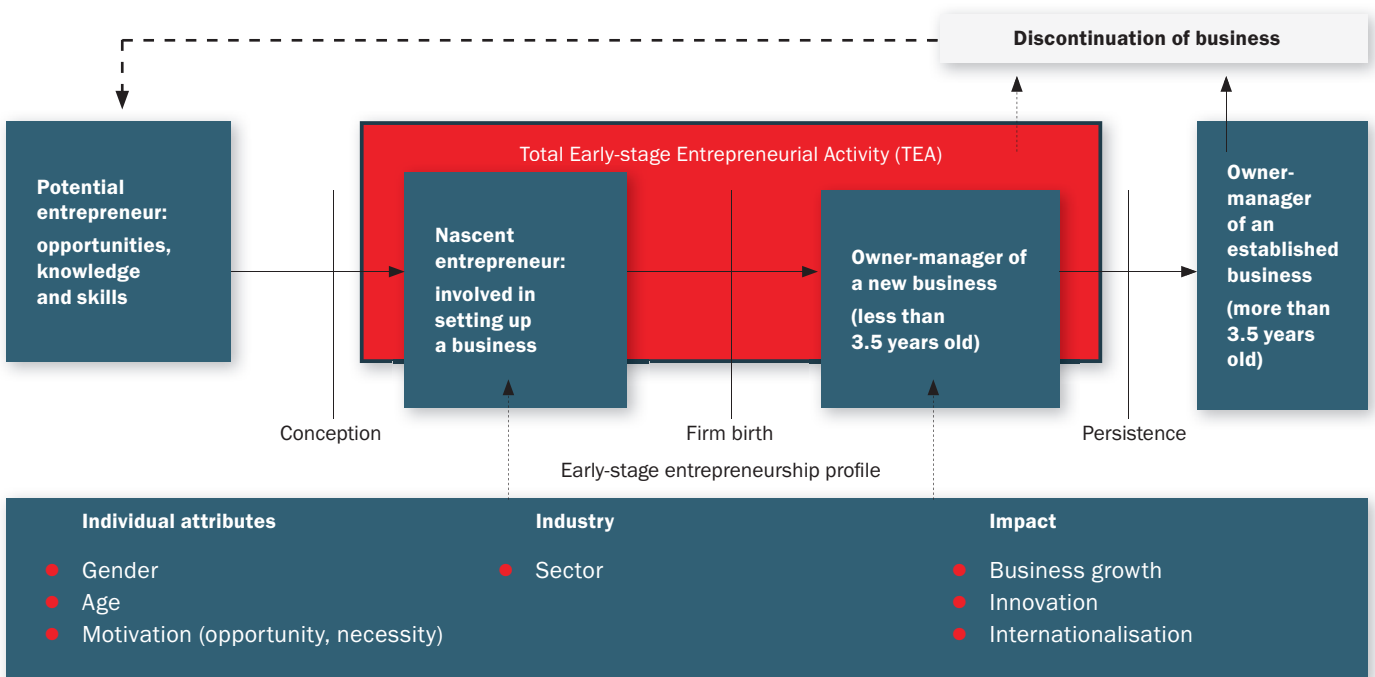 Discontinuation of business
Total Early-stage Entrepreneurial Activity (TEA)
Potential
entrepreneur:
opportunities,
knowledge
and skills
Nascent
entrepreneur:
involved in
setting up
a business
Owner-manager of
a new business
(less than
3.5 years old)
Owner-
manager
of an
established
business
(more than
3.5 years
old)
Conception
Firm birth
Persistence
Early-stage entrepreneurship profile
Individual attributes
Gender
Age
Motivation (opportunity, necessity)
Industry
Sector
Impact
Business growth
Innovation
Internationalisation